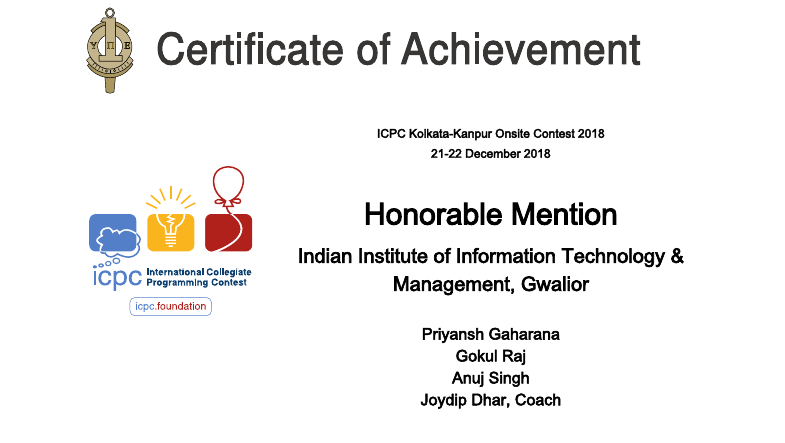 Certificate of Achievement
ICPC Kolkata-Kanpur Onsite Contest 2018
21-22 December 2018
Honorable Mention
Indian Institute of Information Technology &
Management, Gwalior
icpc International Collegiate
Programming Contest
icpc.foundation
Priyansh Gaharana
Gokul Raj
Anuj Singh
Joydip Dhar, Coach
ΥΠΕ